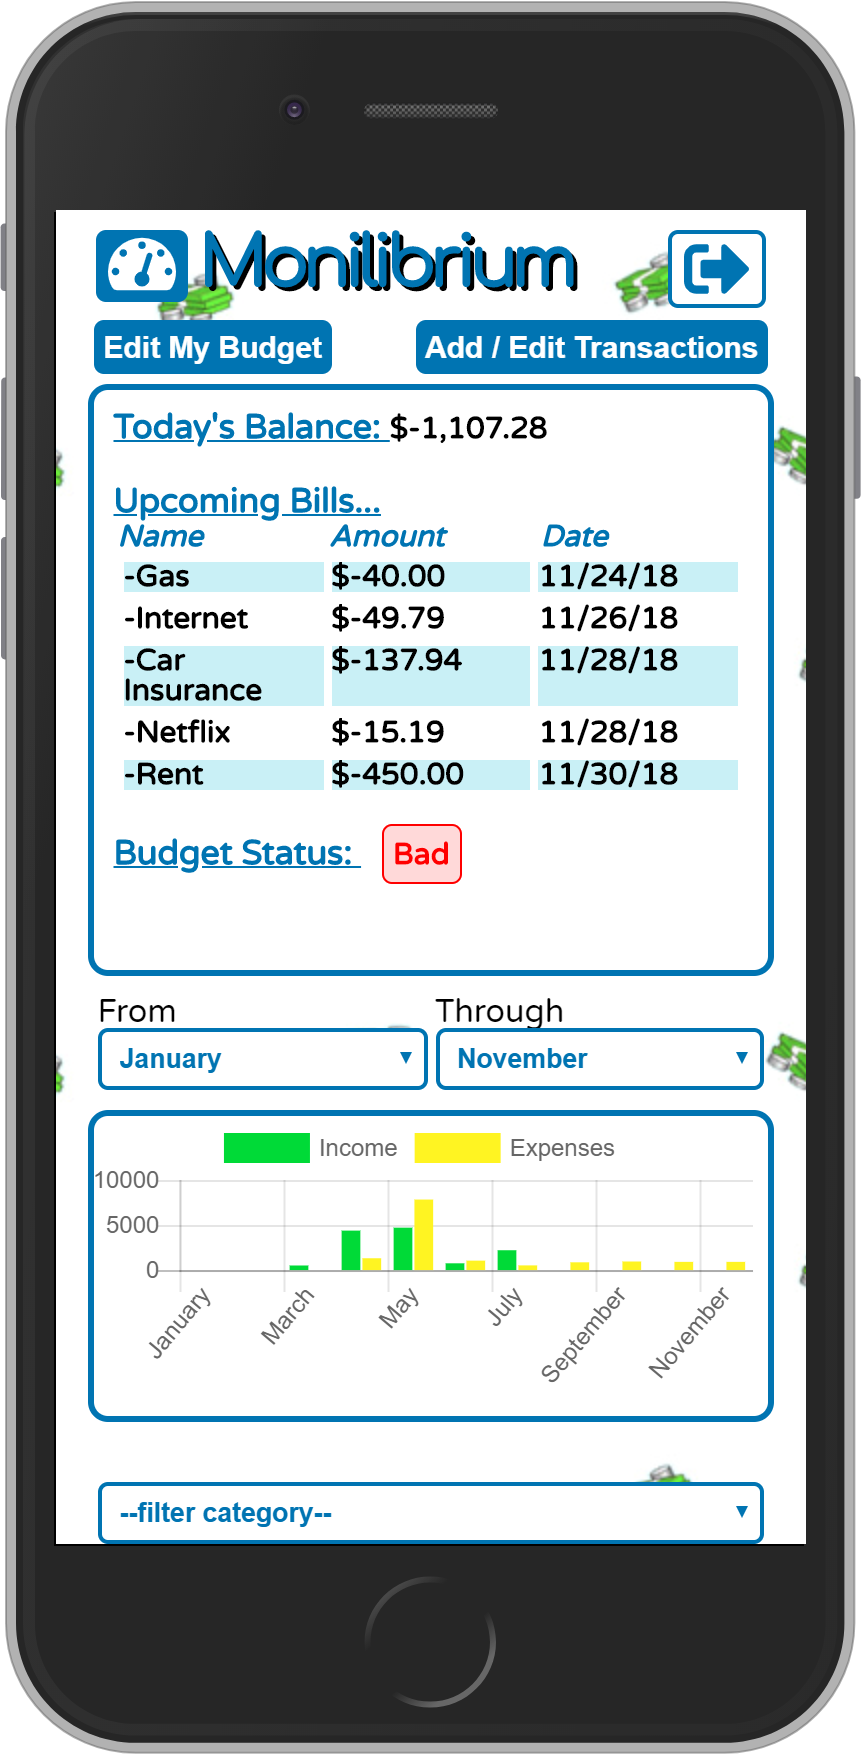 Monilibrium
Edit My Budget
Add / Edit Transactions
Today's Balance: $-1,107.28
Upcoming Bills...
Name Amount Date
-Gas $-40.00 11/24/18
-Internet $-49.79 11/26/18
-Car $-137.94 11/28/18
Insurance
-Netflix $-15.19 11/28/18
-Rent $-450.00 11/30/18
Budget Status: Bad
From Through
January ▼ November ▼
Income Expenses
10000
5000
0
January March May July September November
--filter category-- ▼